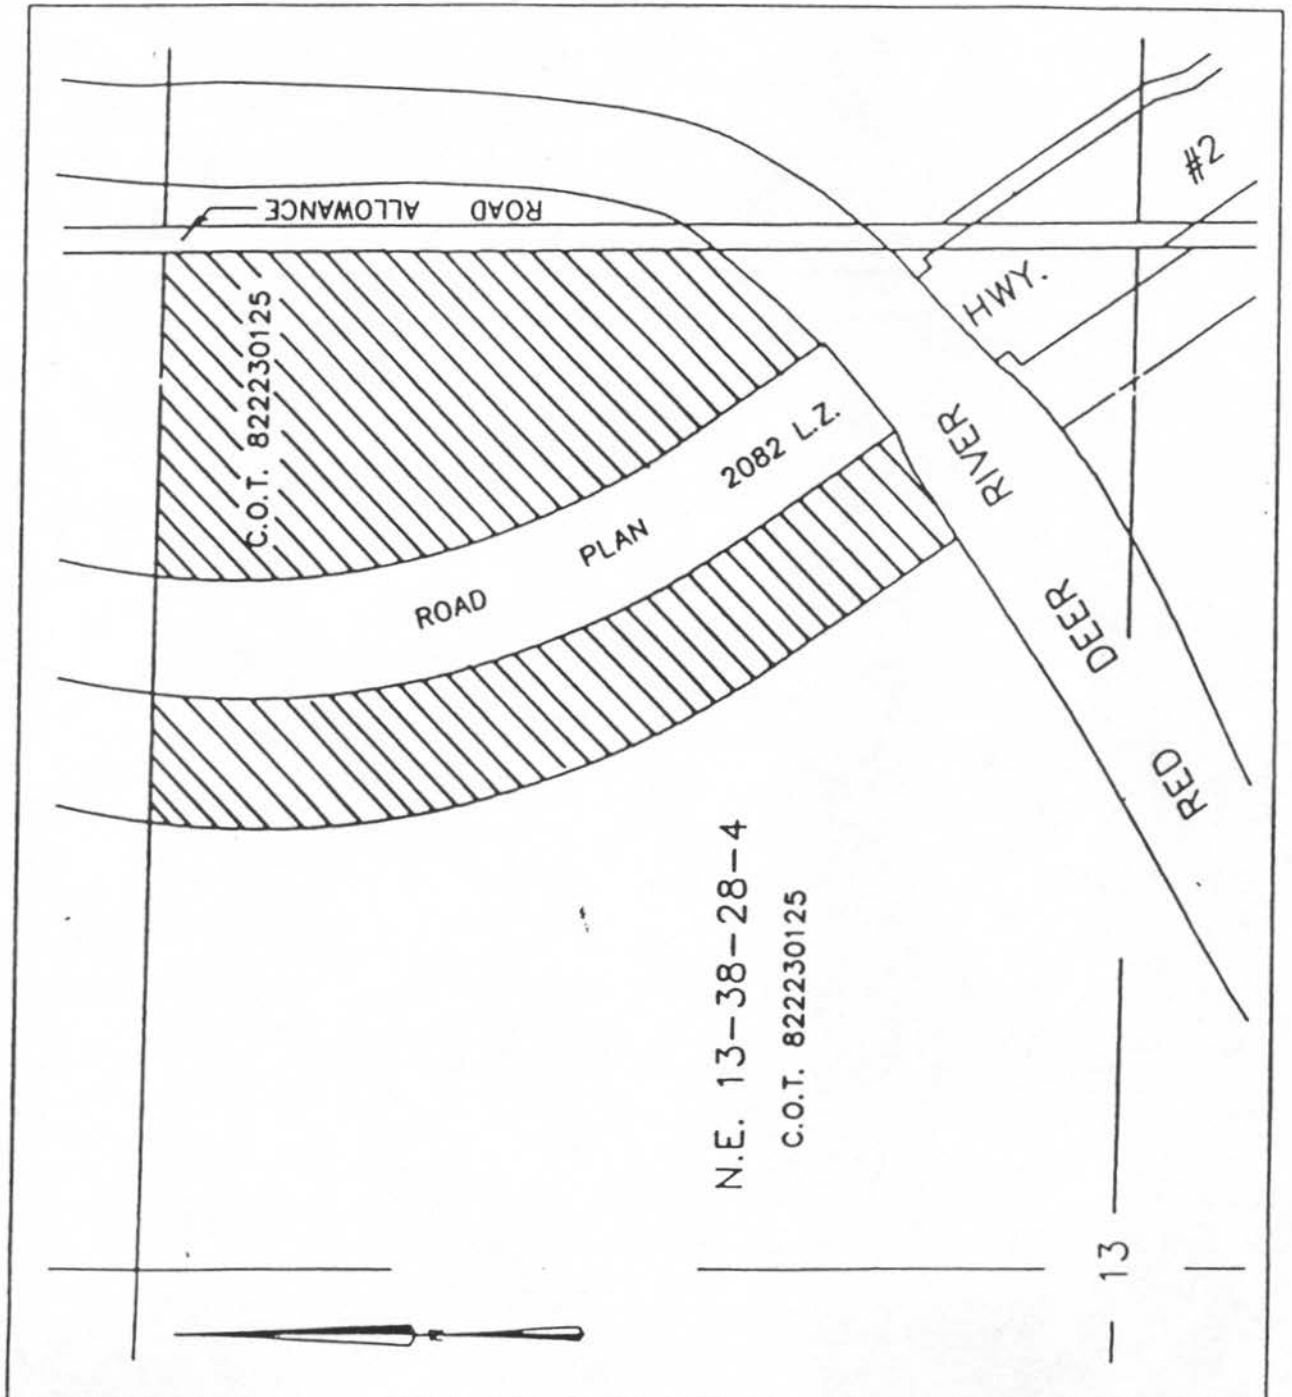 ROAD ALLOWANCE
C.O.T. 822230125
HWY. #2
ROAD PLAN 2082 L.Z.
RED DEER RIVER
N.E. 13-38-28-4
C.O.T. 822230125
13